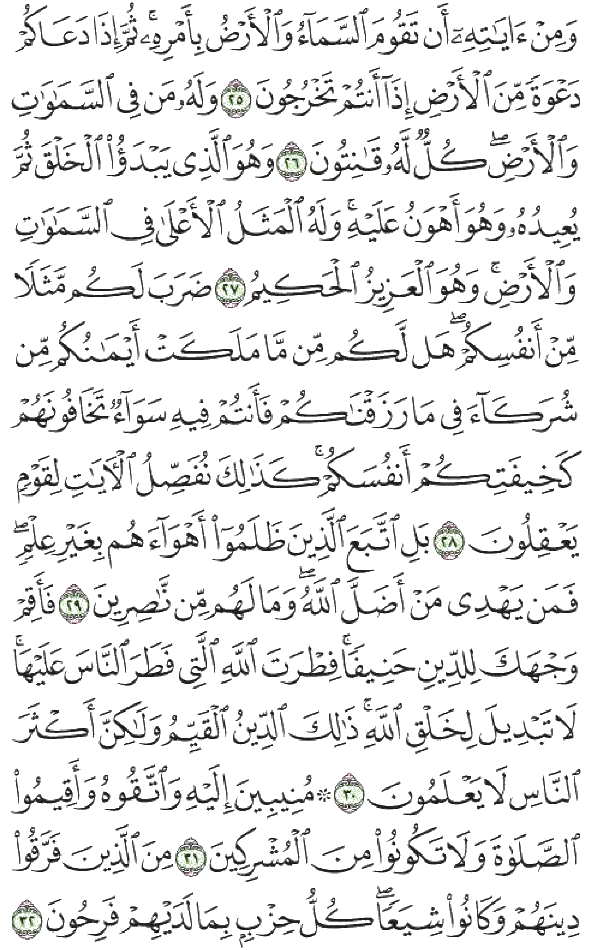 وَمِنْ ءَايَٰتِهِۦٓ أَن تَقُومَ ٱلسَّمَآءُ وَٱلْأَرْضُ بِأَمْرِهِۦ ۚ ثُمَّ إِذَا دَعَاكُمْ
دَعْوَةً مِّنَ ٱلْأَرْضِ إِذَآ أَنتُمْ تَخْرُجُونَ ٢٥ وَلَهُۥ مَن فِى ٱلسَّمَٰوَٰتِ
وَٱلْأَرْضِ ۖ كُلٌّ لَّهُۥ قَٰنِتُونَ ٢٦ وَهُوَ ٱلَّذِى يَبْدَؤُا۟ ٱلْخَلْقَ ثُمَّ
يُعِيدُهُۥ وَهُوَ أَهْوَنُ عَلَيْهِ ۚ وَلَهُ ٱلْمَثَلُ ٱلْأَعْلَىٰ فِى ٱلسَّمَٰوَٰتِ
وَٱلْأَرْضِ ۚ وَهُوَ ٱلْعَزِيزُ ٱلْحَكِيمُ ٢٧ ضَرَبَ لَكُم مَّثَلًا
مِّنْ أَنفُسِكُمْ ۖ هَل لَّكُم مِّن مَّا مَلَكَتْ أَيْمَٰنُكُم مِّن
شُرَكَآءَ فِى مَا رَزَقْنَٰكُمْ فَأَنتُمْ فِيهِ سَوَآءٌ تَخَافُونَهُمْ
كَخِيفَتِكُمْ أَنفُسَكُمْ ۚ كَذَٰلِكَ نُفَصِّلُ ٱلْءَايَٰتِ لِقَوْمٍ
يَعْقِلُونَ ٢٨ بَلِ ٱتَّبَعَ ٱلَّذِينَ ظَلَمُوٓا۟ أَهْوَآءَهُم بِغَيْرِ عِلْمٍ ۖ
فَمَن يَهْدِى مَنْ أَضَلَّ ٱللَّهُ ۖ وَمَا لَهُم مِّن نَّٰصِرِينَ ٢٩ فَأَقِمْ
وَجْهَكَ لِلدِّينِ حَنِيفًا ۚ فِطْرَتَ ٱللَّهِ ٱلَّتِى فَطَرَ ٱلنَّاسَ عَلَيْهَا ۚ
لَا تَبْدِيلَ لِخَلْقِ ٱللَّهِ ۚ ذَٰلِكَ ٱلدِّينُ ٱلْقَيِّمُ وَلَٰكِنَّ أَكْثَرَ
ٱلنَّاسِ لَا يَعْلَمُونَ ٣٠ ۞ مُنِيبِينَ إِلَيْهِ وَٱتَّقُوهُ وَأَقِيمُوا۟
ٱلصَّلَوٰةَ وَلَا تَكُونُوا۟ مِنَ ٱلْمُشْرِكِينَ ٣١ مِنَ ٱلَّذِينَ فَرَّقُوا۟
دِينَهُمْ وَكَانُوا۟ شِيَعًا ۖ كُلُّ حِزْبٍۭ بِمَا لَدَيْهِمْ فَرِحُونَ ٣٢